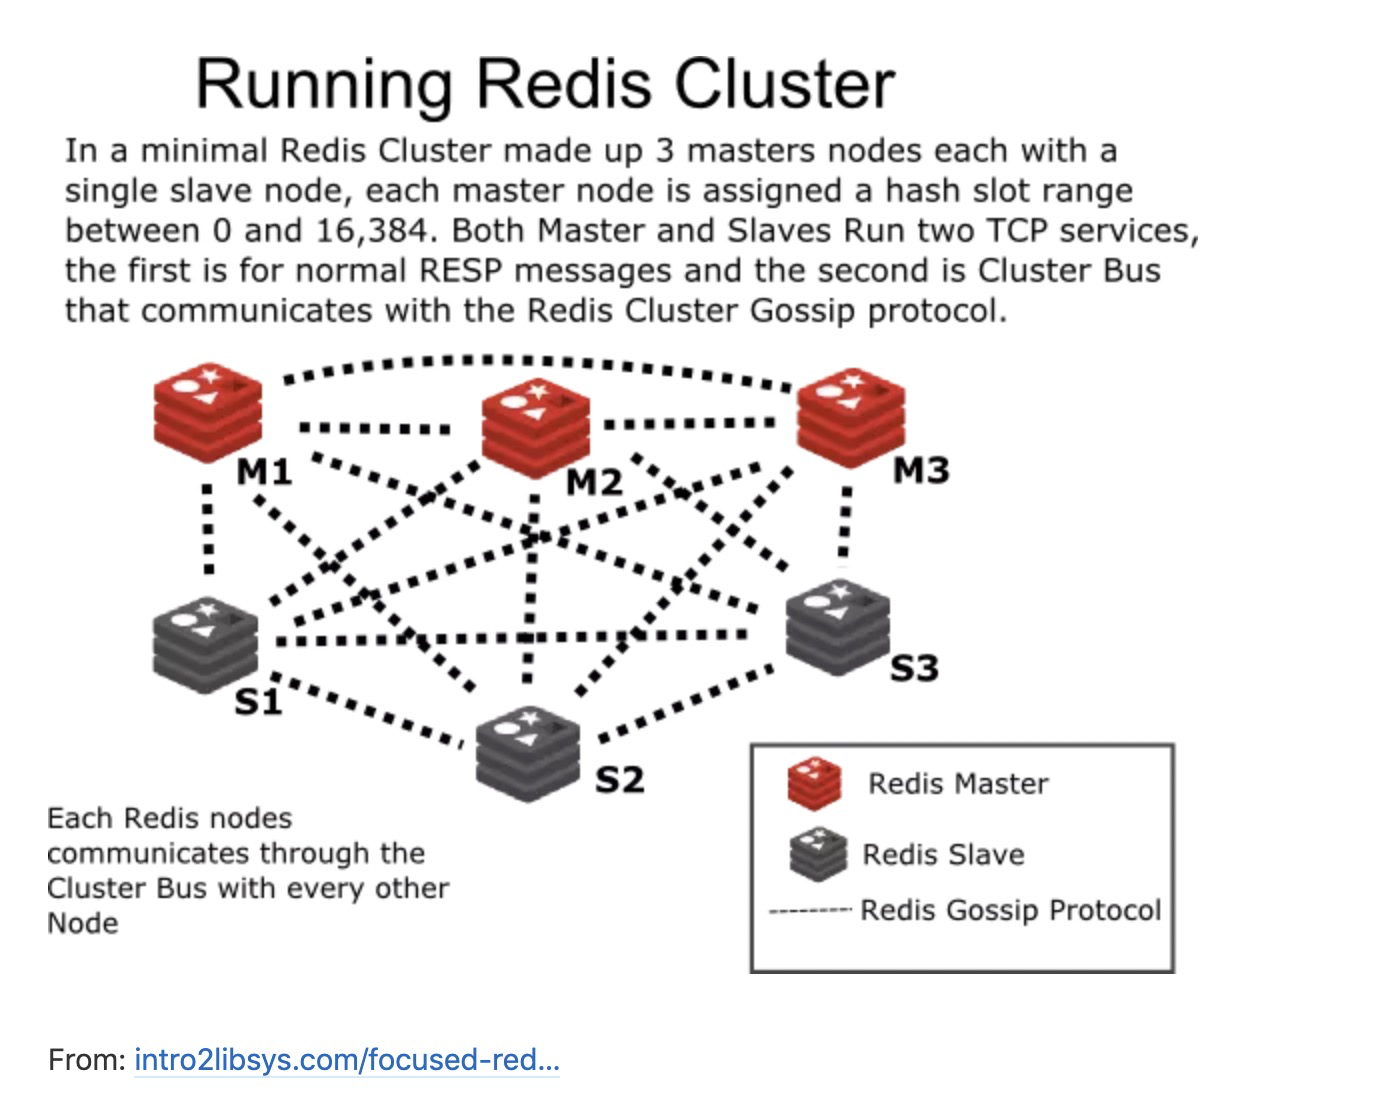 Running Redis Cluster
In a minimal Redis Cluster made up 3 masters nodes each with a
single slave node, each master node is assigned a hash slot range
between 0 and 16,384. Both Master and Slaves Run two TCP services,
the first is for normal RESP messages and the second is Cluster Bus
that communicates with the Redis Cluster Gossip protocol.
M1
M2
M3
S1
S2
S3
Each Redis nodes
communicates through the
Cluster Bus with every other
Node
Redis Master
Redis Slave
Redis Gossip Protocol
From: intro2libsys.com/focused-red...